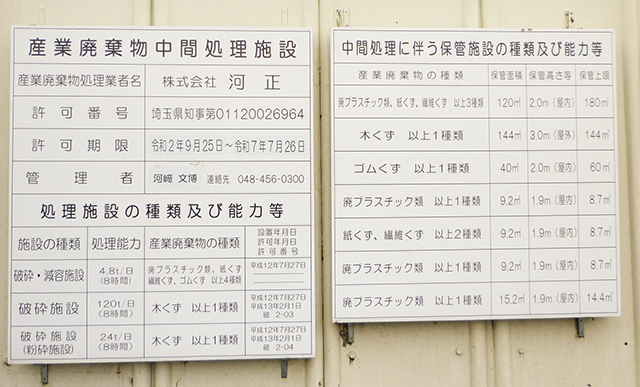 産業廃棄物中間処理施設
産業廃棄物処理業者名 株式会社 河正
許可番号 埼玉県知事第01120026964
許可期限 令和2年9月25日～令和7年7月26日
管理者 河﨑 文博 連絡先 048-456-0300
処理施設の種類及び能力等
施設の種類 処理能力 産業廃棄物の種類 設置年月日
許可年月日
許可番号
破砕・減容施設 4.8t/日
(8時間) 廃プラスチック類、紙くず
繊維くず、ゴムくず 以上4種類 平成12年7月27日
破砕施設 120t/日
(8時間) 木くず 以上1種類 平成12年7月27日
平成13年2月1日
破 2-03
破砕施設
(粉砕施設) 24t/日
(8時間) 木くず 以上1種類 平成12年7月27日
平成13年2月1日
破 2-04
中間処理に伴う保管施設の種類及び能力等
産業廃棄物の種類 保管面積 保管高さ等 保管上限
廃プラスチック類、紙くず、繊維くず 以上3種類 120㎡ 2.0m(屋内) 180㎥
木くず 以上1種類 144㎡ 3.0m(屋外) 144㎥
ゴムくず 以上1種類 40㎡ 2.0m(屋内) 60㎥
廃プラスチック類 以上1種類 9.2㎡ 1.9m(屋内) 8.7㎥
紙くず、繊維くず 以上2種類 9.2㎡ 1.9m(屋内) 8.7㎥
廃プラスチック類 以上1種類 9.2㎡ 1.9m(屋内) 8.7㎥
廃プラスチック類 以上1種類 15.2㎡ 1.9m(屋内) 14.4㎥